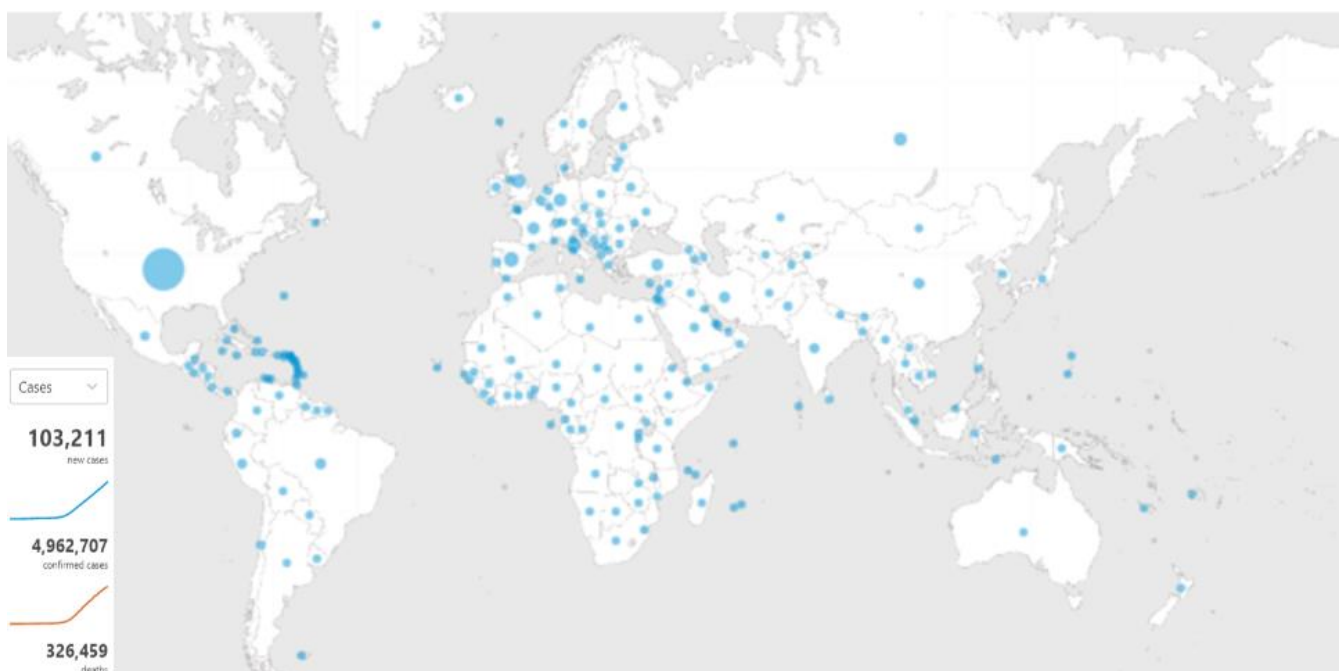 Cases
103,211
new cases
4,962,707
confirmed cases
326,459
deaths